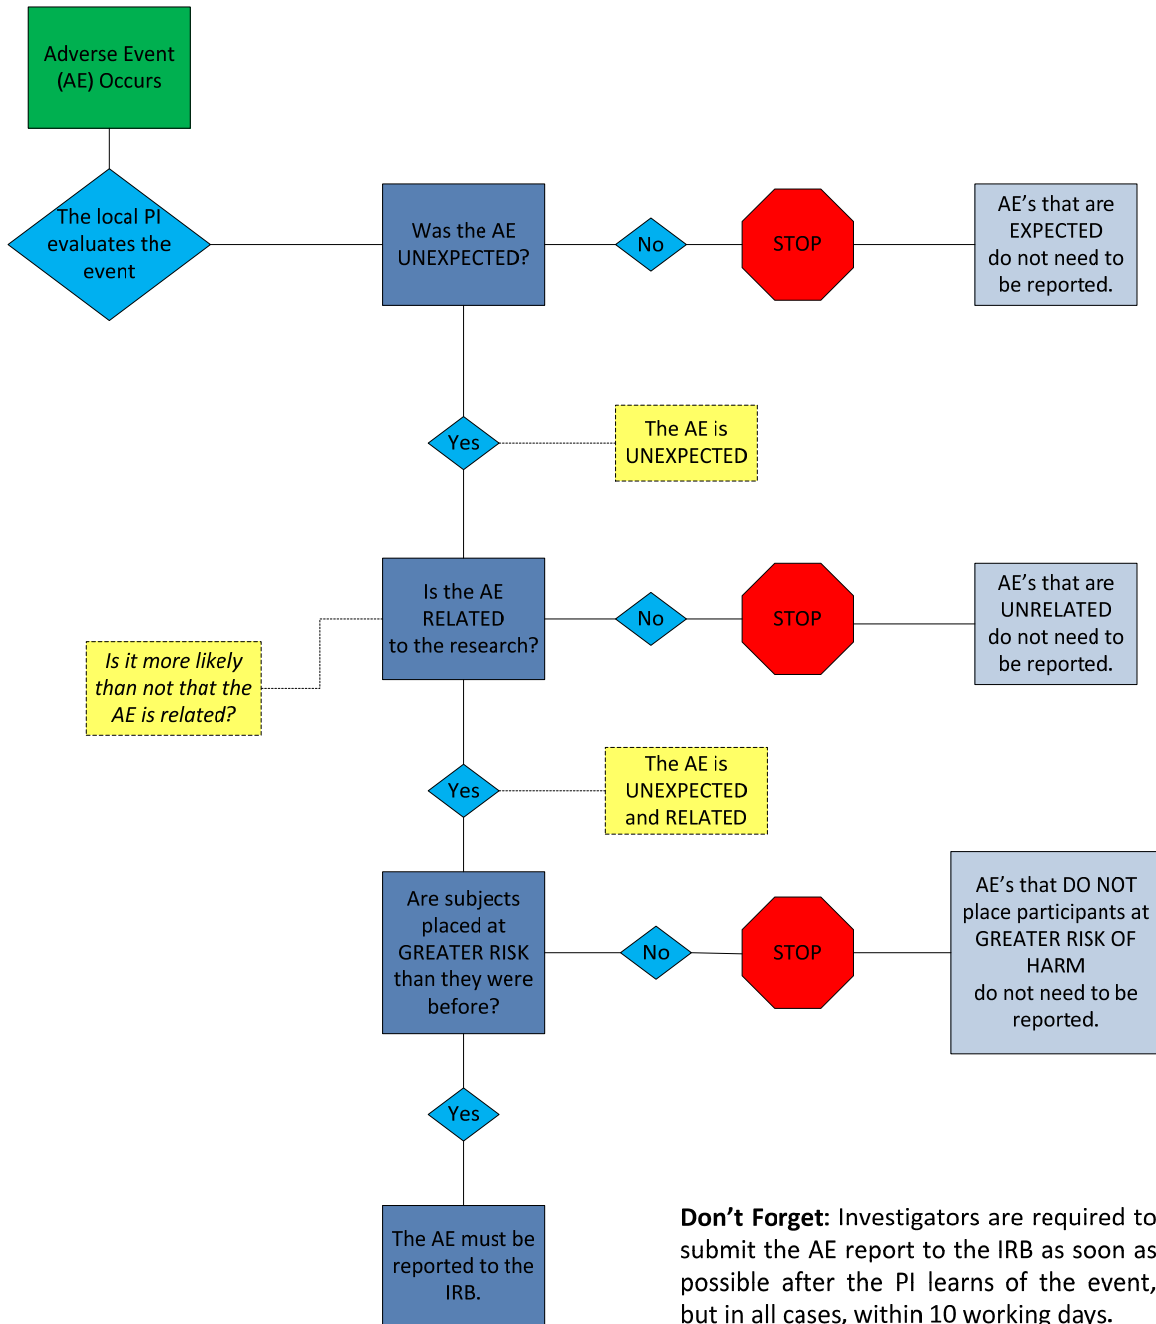 Adverse Event
(AE) Occurs
The local PI
evaluates the
event
Was the AE
UNEXPECTED?
No
STOP
AE's that are
EXPECTED
do not need to
be reported.
Yes
The AE is
UNEXPECTED
Is the AE
RELATED
to the research?
No
STOP
AE's that are
UNRELATED
do not need to
be reported.
Is it more likely
than not that the
AE is related?
Yes
The AE is
UNEXPECTED
and RELATED
Are subjects
placed at
GREATER RISK
than they were
before?
No
STOP
AE's that DO NOT
place participants at
GREATER RISK OF
HARM
do not need to be
reported.
Yes
The AE must be
reported to the
IRB.
Don't Forget: Investigators are required to
submit the AE report to the IRB as soon as
possible after the PI learns of the event,
but in all cases, within 10 working days.